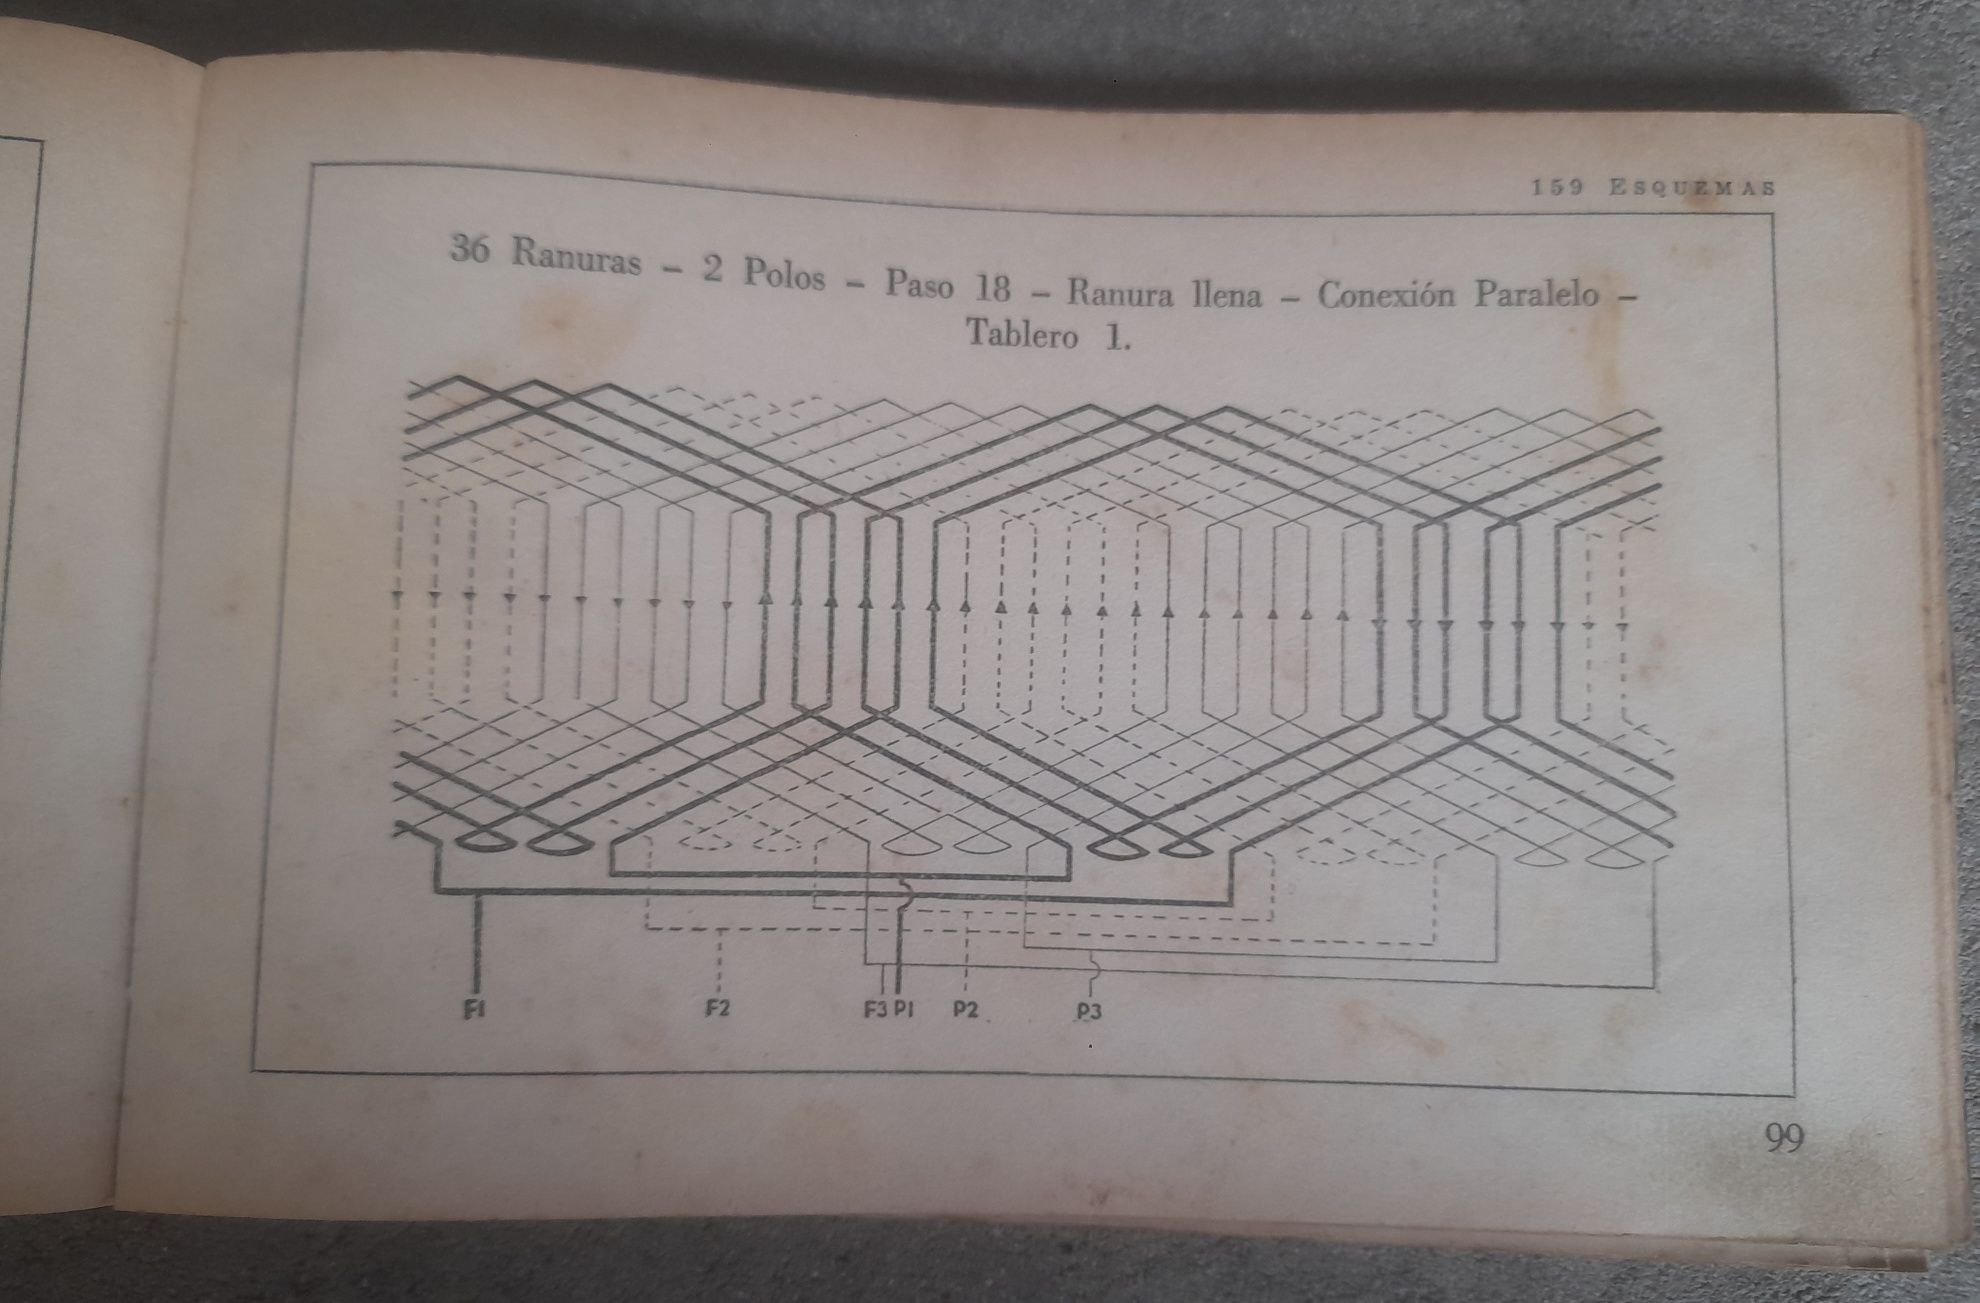 159 ESQUEMAS
36 Ranuras – 2 Polos – Paso 18 – Ranura llena – Conexión Paralelo –
Tablero 1.
F1 F2 F3 P1 P2 P3
99